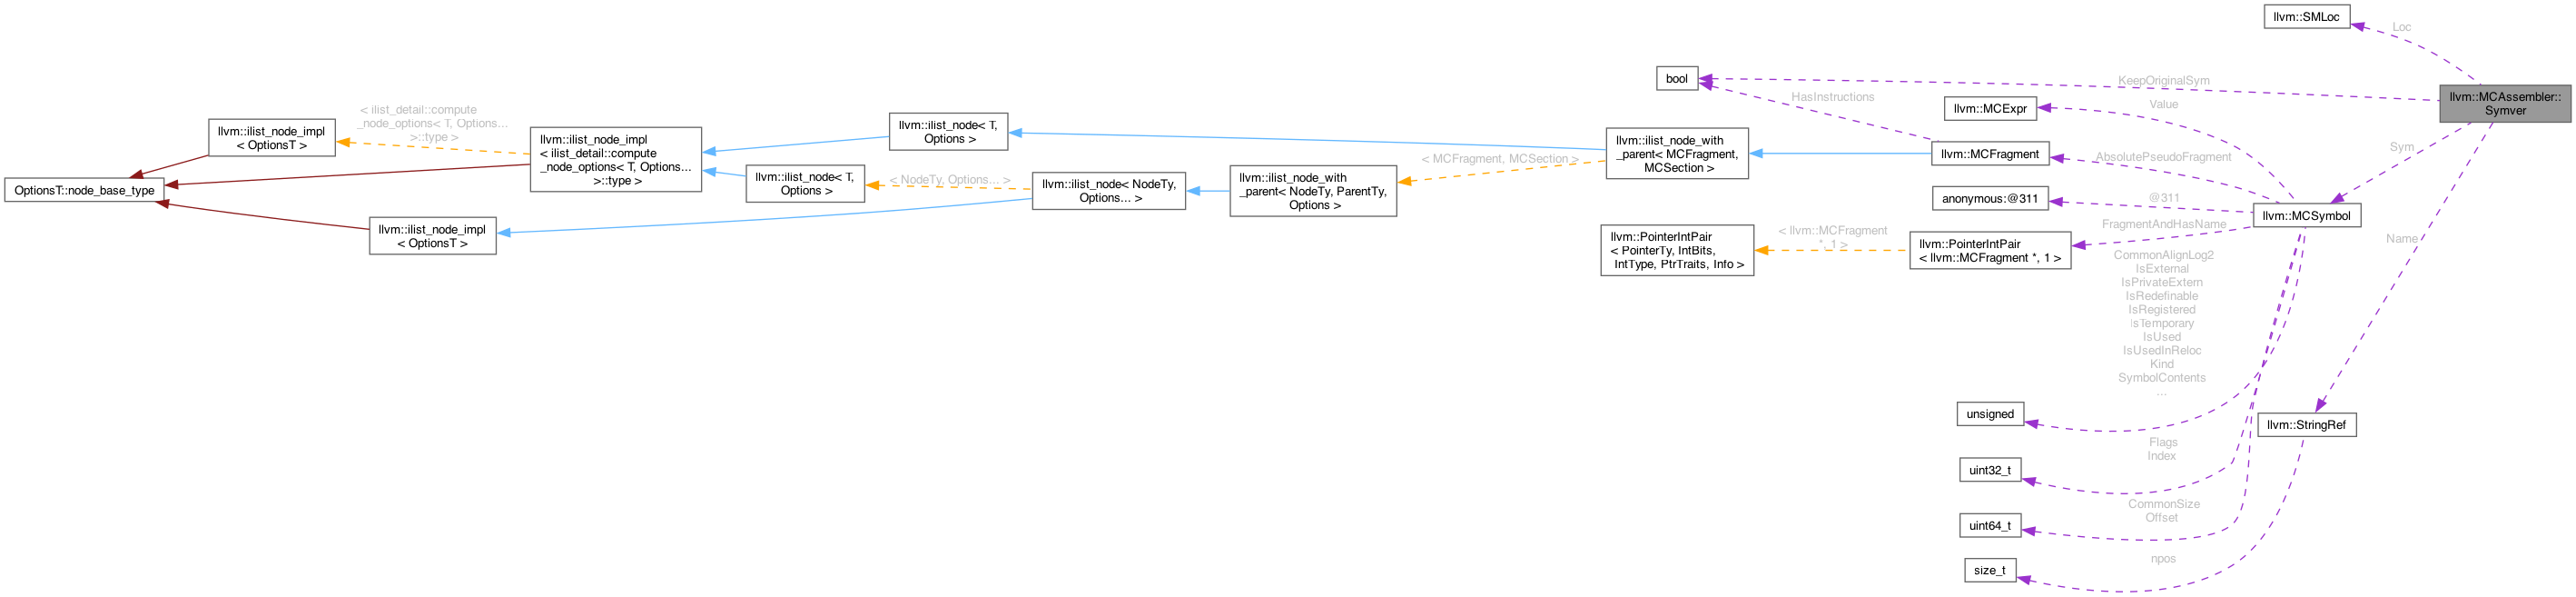 OptionsT::node_base_type
llvm::ilist_node_impl
< OptionsT >
llvm::ilist_node_impl
< OptionsT >
< ilist_detail::compute
_node_options< T, Options...
>::type >
llvm::ilist_node_impl
< ilist_detail::compute
_node_options< T, Options...
>::type >
llvm::ilist_node< T,
Options >
llvm::ilist_node< T,
Options >
< NodeTy, Options... >
llvm::ilist_node< NodeTy,
Options... >
llvm::ilist_node_with
_parent< NodeTy, ParentTy,
Options >
< MCFragment, MCSection >
llvm::ilist_node_with
_parent< MCFragment,
MCSection >
llvm::PointerIntPair
< PointerTy, IntBits,
IntType, PtrTraits, Info >
bool
HasInstructions
< llvm::MCFragment
*, 1 >
llvm::MCExpr
llvm::MCFragment
anonymous:@311
llvm::PointerIntPair
< llvm::MCFragment *, 1 >
unsigned
uint32_t
uint64_t
size_t
KeepOriginalSym
Value
AbsolutePseudoFragment
@311
FragmentAndHasName
CommonAlignLog2
IsExternal
IsPrivateExtern
IsRedefinable
IsRegistered
IsTemporary
IsUsed
IsUsedInReloc
Kind
SymbolContents
...
Flags
Index
CommonSize
Offset
npos
llvm::SMLoc
Loc
llvm::MCSymbol
Sym
llvm::StringRef
Name
llvm::MCAssembler::
Symver